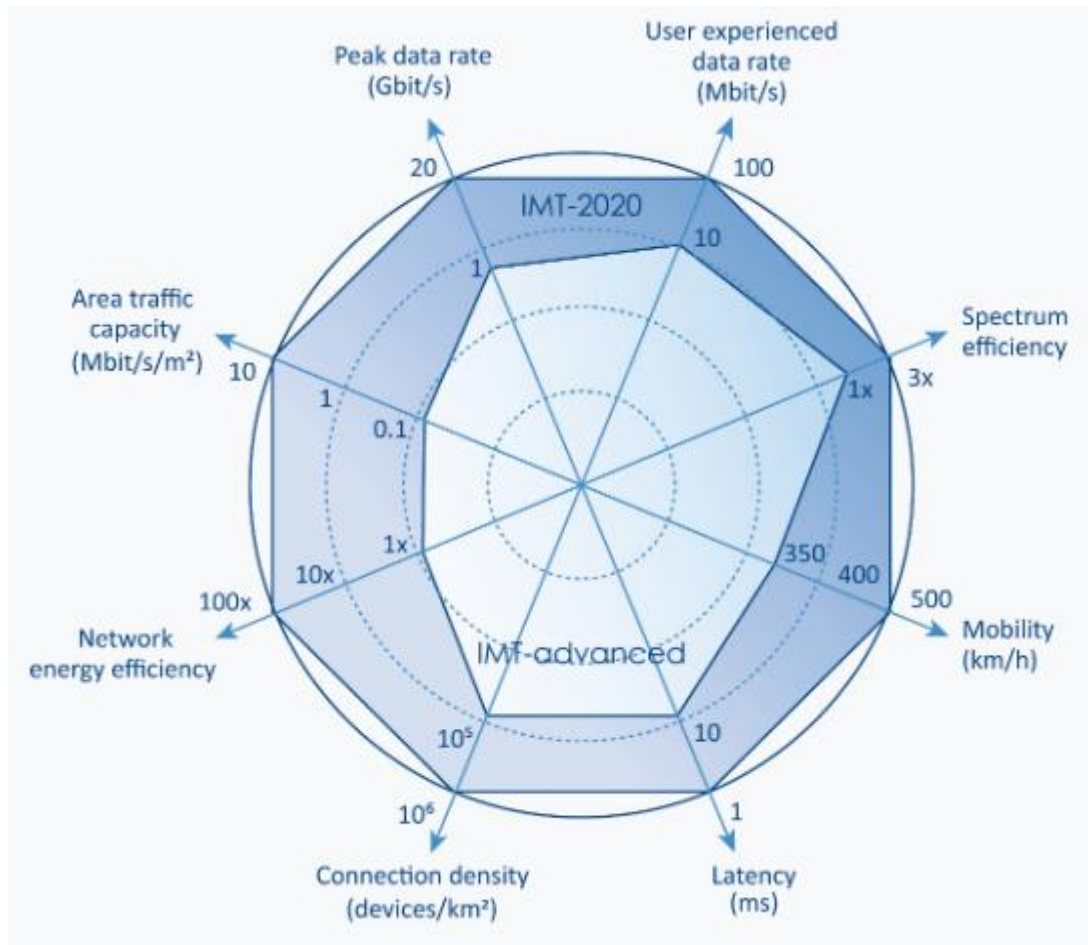 Peak data rate
(Gbit/s)
User experienced
data rate
(Mbit/s)
20
100
IMT-2020
10
1
Area traffic
capacity
(Mbit/s/m²)
Spectrum
efficiency
10
1
0.1
1x
3x
1x
10x
100x
350
400
500
Network
energy efficiency
Mobility
(km/h)
IMT-advanced
10⁵
10
10⁶
1
Connection density
(devices/km²)
Latency
(ms)